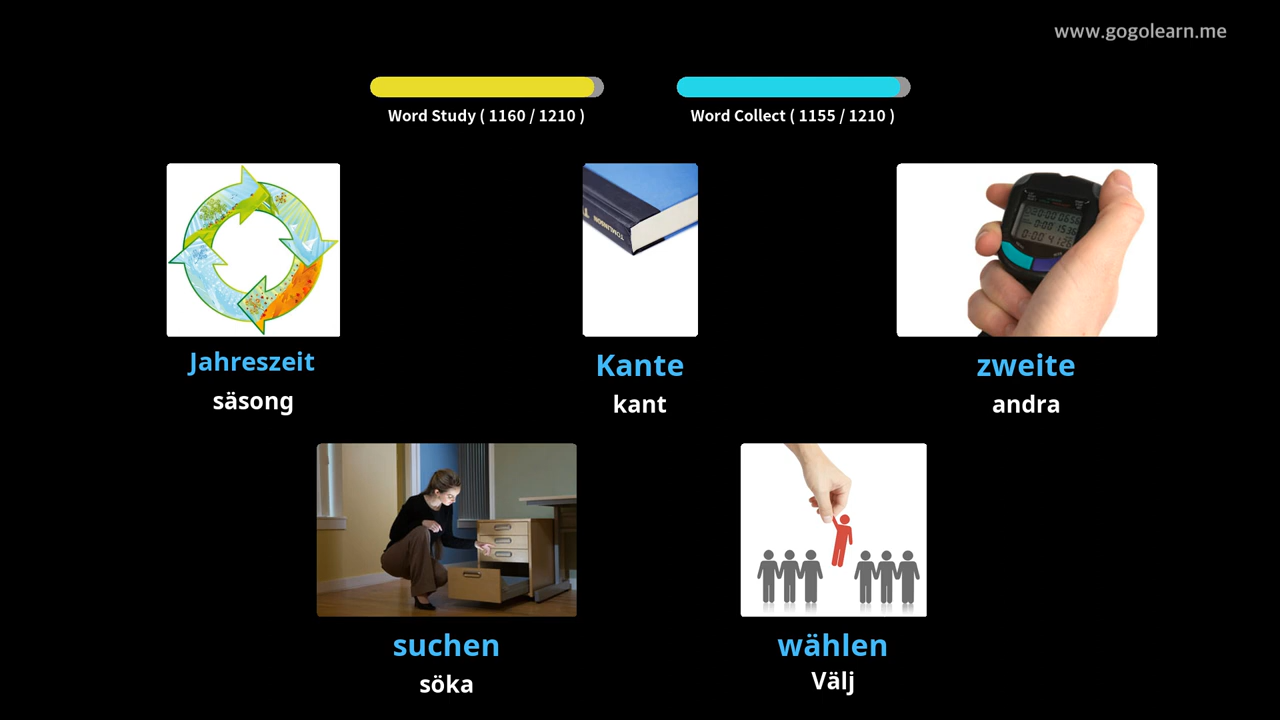 www.gogolearn.me
Word Study ( 1160 / 1210 )
Word Collect ( 1155 / 1210 )
TOMLINSON
Jahreszeit
säsong
Kante
kant
zweite
andra
suchen
söka
wählen
Välj